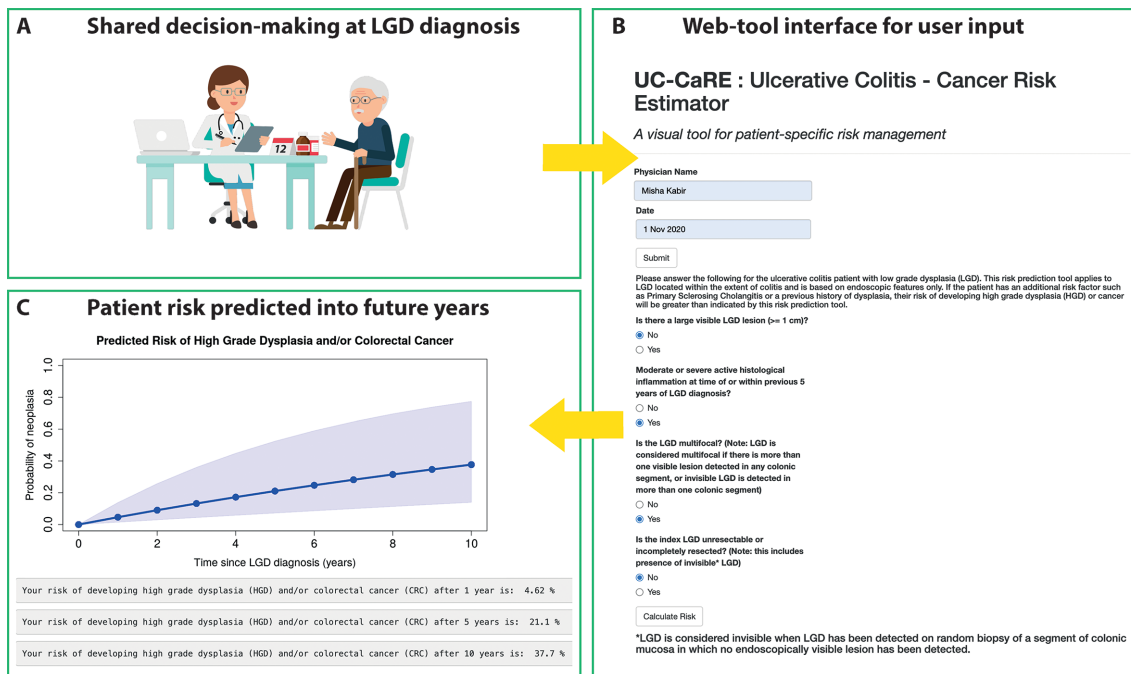 A
Shared decision-making at LGD diagnosis
12
B
Web-tool interface for user input
UC-CaRE : Ulcerative Colitis - Cancer Risk
Estimator
A visual tool for patient-specific risk management
Physician Name
Misha Kabir
Date
1 Nov 2020
Submit
Please answer the following for the ulcerative colitis patient with low grade dysplasia (LGD). This risk prediction tool applies to
LGD located within the extent of colitis and is based on endoscopic features only. If the patient has an additional risk factor such
as Primary Sclerosing Cholangitis or a previous history of dysplasia, their risk of developing high grade dysplasia (HGD) or cancer
will be greater than indicated by this risk prediction tool.
Is there a large visible LGD lesion (>= 1 cm)?
No
Yes
Moderate or severe active histological
inflammation at time of or within previous 5
years of LGD diagnosis?
No
Yes
Is the LGD multifocal? (Note: LGD is
considered multifocal if there is more than
one visible lesion detected in any colonic
segment, or invisible LGD is detected in
more than one colonic segment)
No
Yes
Is the index LGD unresectable or
incompletely resected? (Note: this includes
presence of invisible* LGD)
No
Yes
Calculate Risk
*LGD is considered invisible when LGD has been detected on random biopsy of a segment of colonic
mucosa in which no endoscopically visible lesion has been detected.
C
Patient risk predicted into future years
Predicted Risk of High Grade Dysplasia and/or Colorectal Cancer
Probability of neoplasia
1.0
0.8
0.6
0.4
0.2
0.0
0 2 4 6 8 10
Time since LGD diagnosis (years)
Your risk of developing high grade dysplasia (HGD) and/or colorectal cancer (CRC) after 1 year is: 4.62 %
Your risk of developing high grade dysplasia (HGD) and/or colorectal cancer (CRC) after 5 years is: 21.1 %
Your risk of developing high grade dysplasia (HGD) and/or colorectal cancer (CRC) after 10 years is: 37.7 %